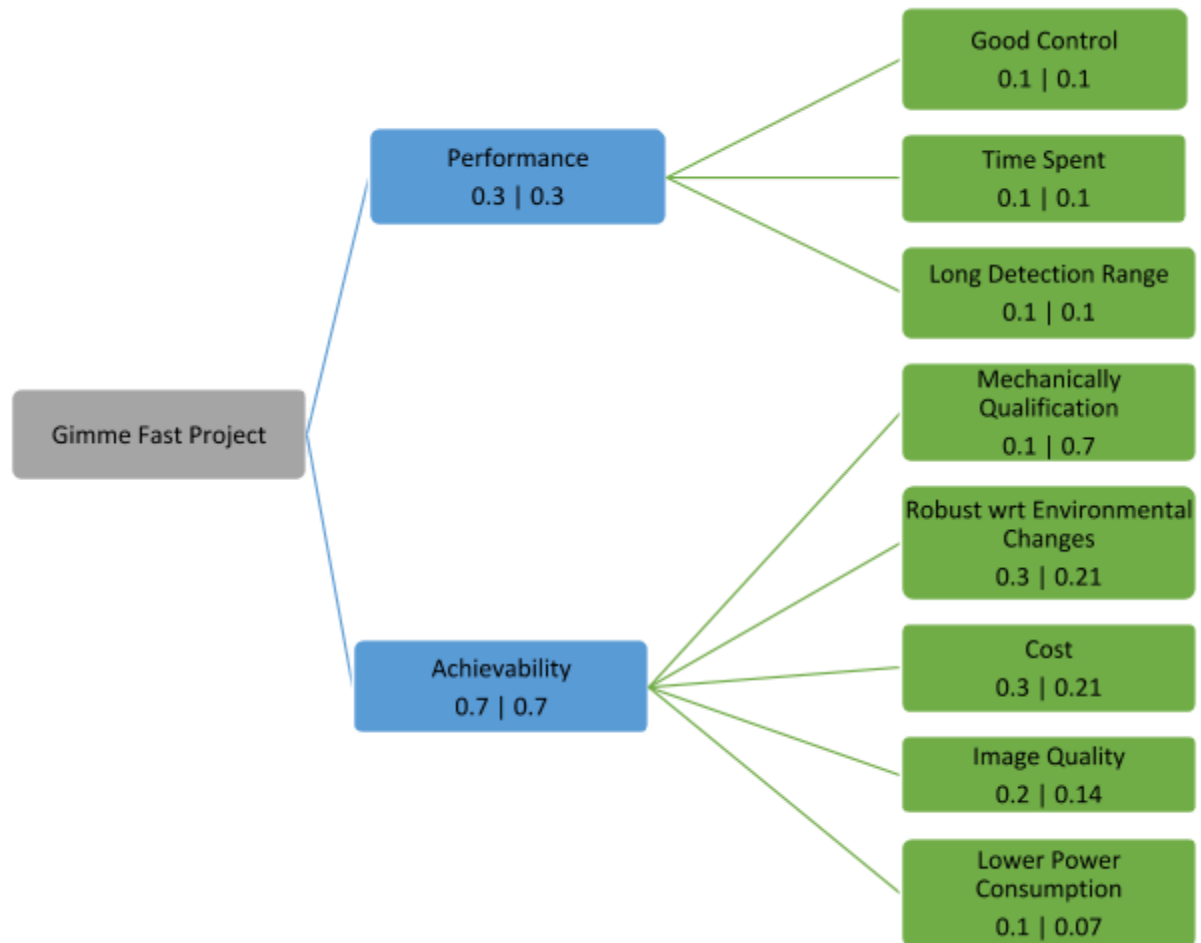 Good Control
0.1 | 0.1
Performance
0.3 | 0.3
Time Spent
0.1 | 0.1
Long Detection Range
0.1 | 0.1
Gimme Fast Project
Mechanically
Qualification
0.1 | 0.7
Robust wrt Environmental
Changes
0.3 | 0.21
Achievability
0.7 | 0.7
Cost
0.3 | 0.21
Image Quality
0.2 | 0.14
Lower Power
Consumption
0.1 | 0.07